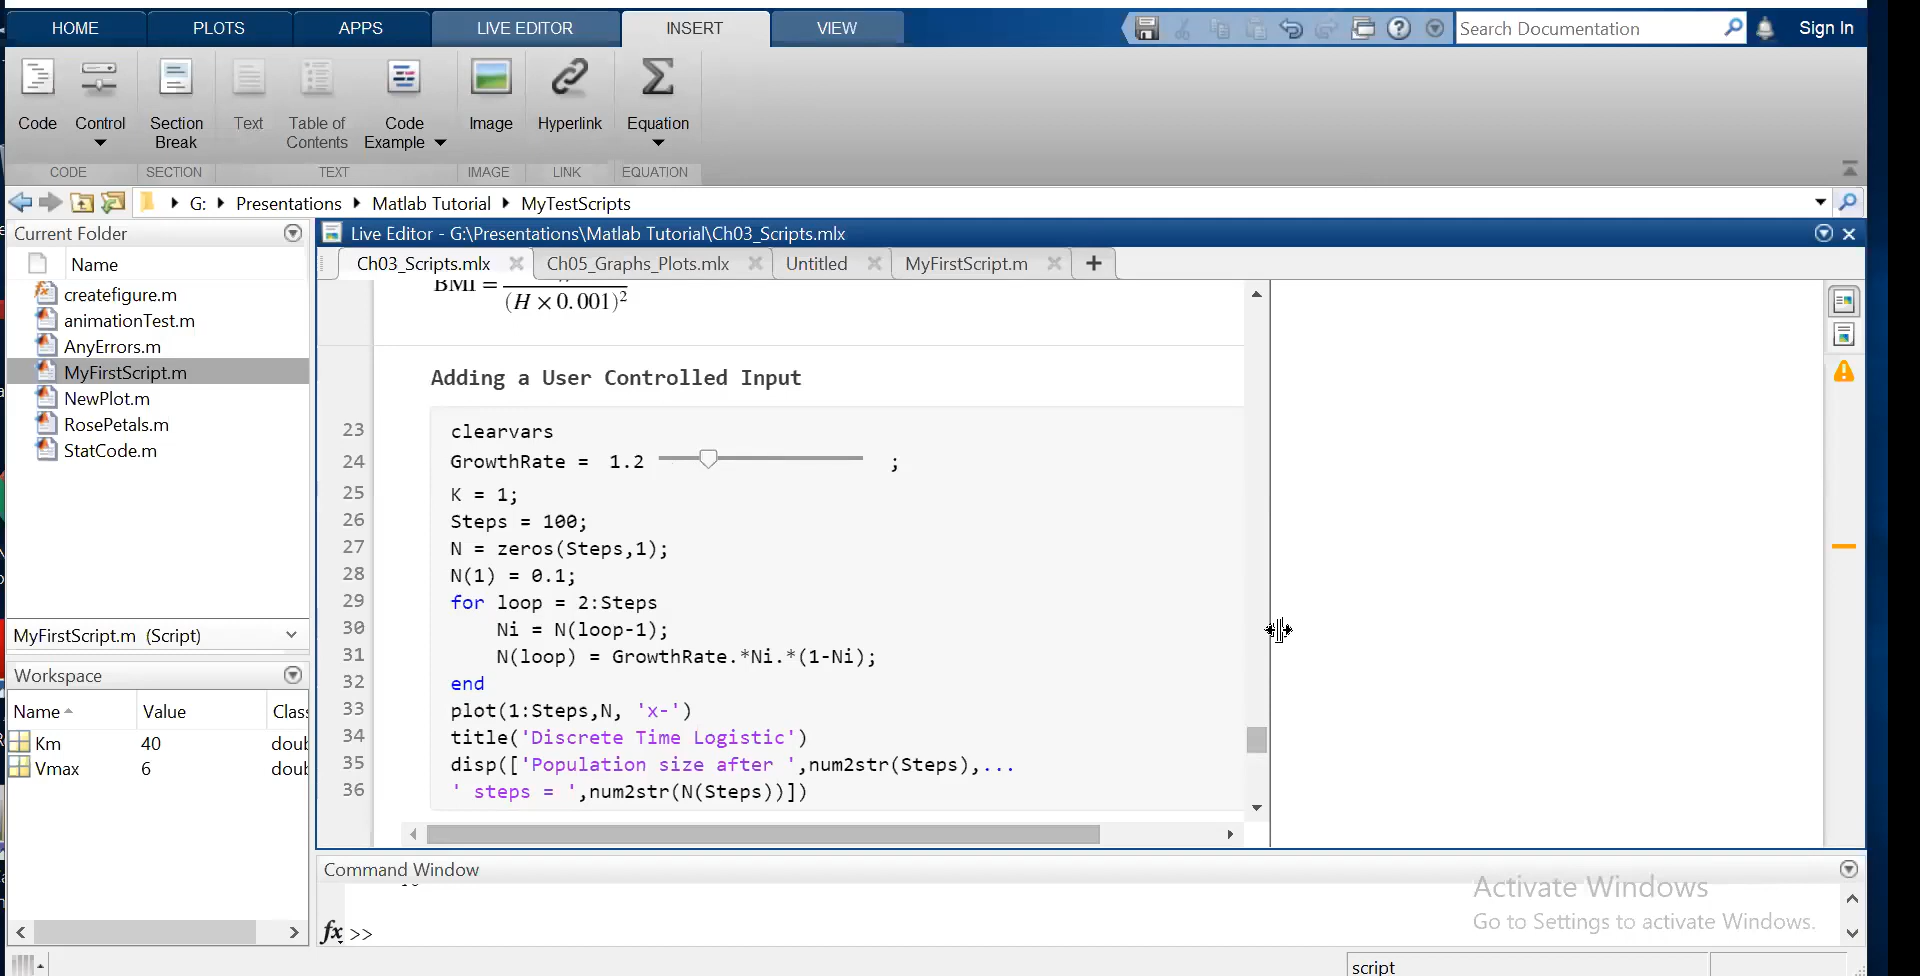 HOME PLOTS APPS LIVE EDITOR INSERT VIEW Search Documentation Sign In
Code Control Section Break Text Table of Contents Code Example Image Hyperlink Equation
CODE SECTION TEXT IMAGE LINK EQUATION
G: Presentations Matlab Tutorial MyTestScripts
Current Folder
Name
createfigure.m
animationTest.m
AnyErrors.m
MyFirstScript.m
NewPlot.m
RosePetals.m
StatCode.m
MyFirstScript.m (Script)
Workspace
Name Value Clas
Km 40 doub
Vmax 6 doub
Live Editor - G:\Presentations\Matlab Tutorial\Ch03_Scripts.mlx
Ch03_Scripts.mlx Ch05_Graphs_Plots.mlx Untitled MyFirstScript.m +
BMI =
(H × 0.001)²
Adding a User Controlled Input
23 clearvars
24 GrowthRate = 1.2 ;
25 K = 1;
26 Steps = 100;
27 N = zeros(Steps,1);
28 N(1) = 0.1;
29 for loop = 2:Steps
30 Ni = N(loop-1);
31 N(loop) = GrowthRate.*Ni.*(1-Ni);
32 end
33 plot(1:Steps,N, 'x-')
34 title('Discrete Time Logistic')
35 disp(['Population size after ',num2str(Steps),...
36 ' steps = ',num2str(N(Steps))])
Command Window
fx >>
Activate Windows
Go to Settings to activate Windows.
script